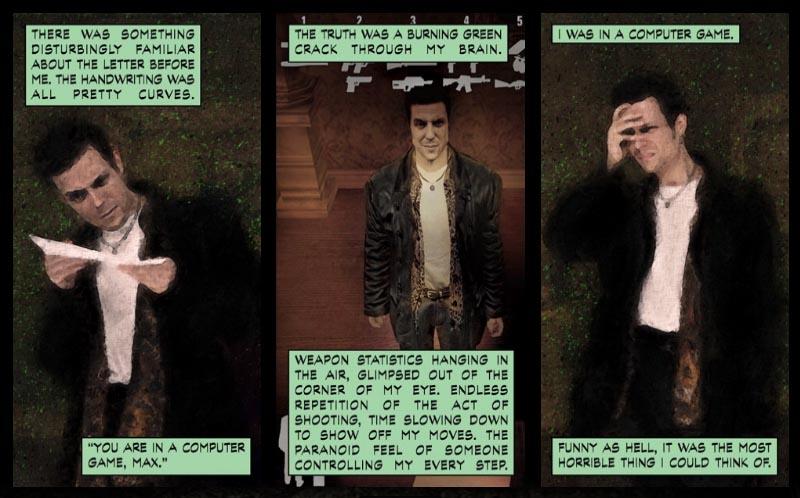 THERE WAS SOMETHING
DISTURBINGLY FAMILIAR
ABOUT THE LETTER BEFORE
ME. THE HANDWRITING WAS
ALL PRETTY CURVES.
"YOU ARE IN A COMPUTER
GAME, MAX."
1 2 3 4 5
THE TRUTH WAS A BURNING GREEN
CRACK THROUGH MY BRAIN.
WEAPON STATISTICS HANGING IN
THE AIR, GLIMPSED OUT OF THE
CORNER OF MY EYE. ENDLESS
REPETITION OF THE ACT OF
SHOOTING, TIME SLOWING DOWN
TO SHOW OFF MY MOVES. THE
PARANOID FEEL OF SOMEONE
CONTROLLING MY EVERY STEP.
I WAS IN A COMPUTER GAME.
FUNNY AS HELL, IT WAS THE MOST
HORRIBLE THING I COULD THINK OF.